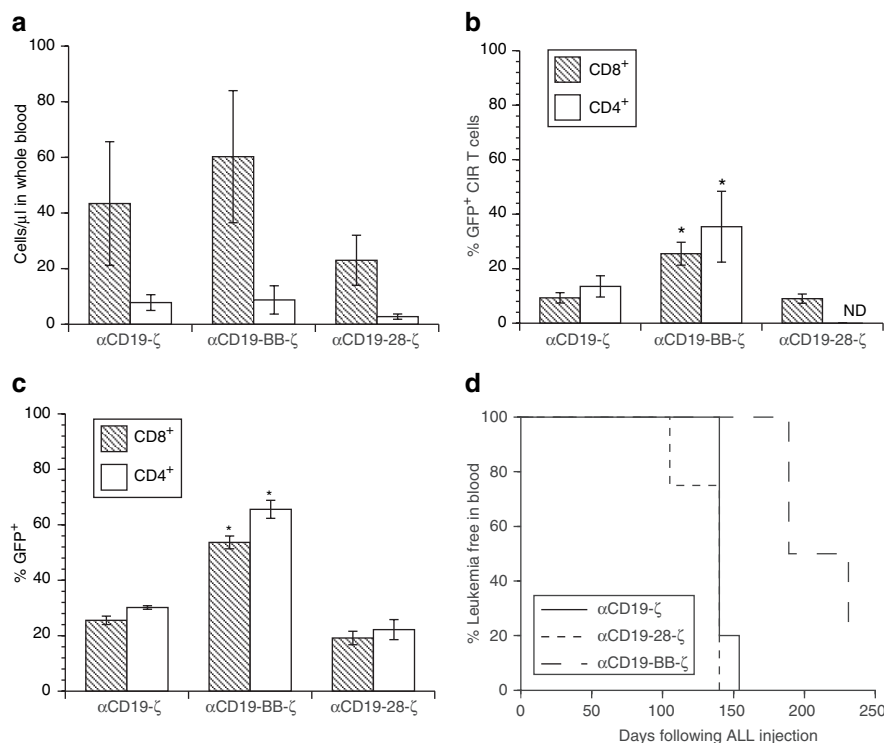 a
100
80
60
40
20
0
Cells/μl in whole blood
αCD19-ζ αCD19-BB-ζ αCD19-28-ζ
b
100
80
60
40
20
0
% GFP+ CIR T cells
CD8+
CD4+
* *
ND
αCD19-ζ αCD19-BB-ζ αCD19-28-ζ
c
100
80
60
40
20
0
% GFP+
CD8+
CD4+
* *
αCD19-ζ αCD19-BB-ζ αCD19-28-ζ
d
100
80
60
40
20
0
% Leukemia free in blood
αCD19-ζ
αCD19-28-ζ
αCD19-BB-ζ
0 50 100 150 200 250
Days following ALL injection